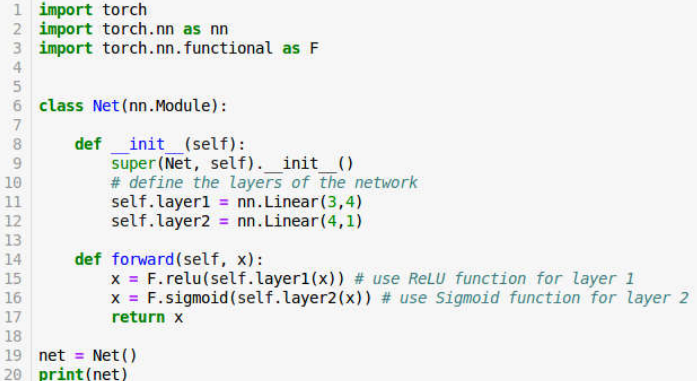 1 import torch
2 import torch.nn as nn
3 import torch.nn.functional as F
4
5
6 class Net(nn.Module):
7
8     def __init__(self):
9         super(Net, self).__init__()
10         # define the layers of the network
11         self.layer1 = nn.Linear(3,4)
12         self.layer2 = nn.Linear(4,1)
13
14     def forward(self, x):
15         x = F.relu(self.layer1(x)) # use ReLU function for layer 1
16         x = F.sigmoid(self.layer2(x)) # use Sigmoid function for layer 2
17         return x
18
19 net = Net()
20 print(net)